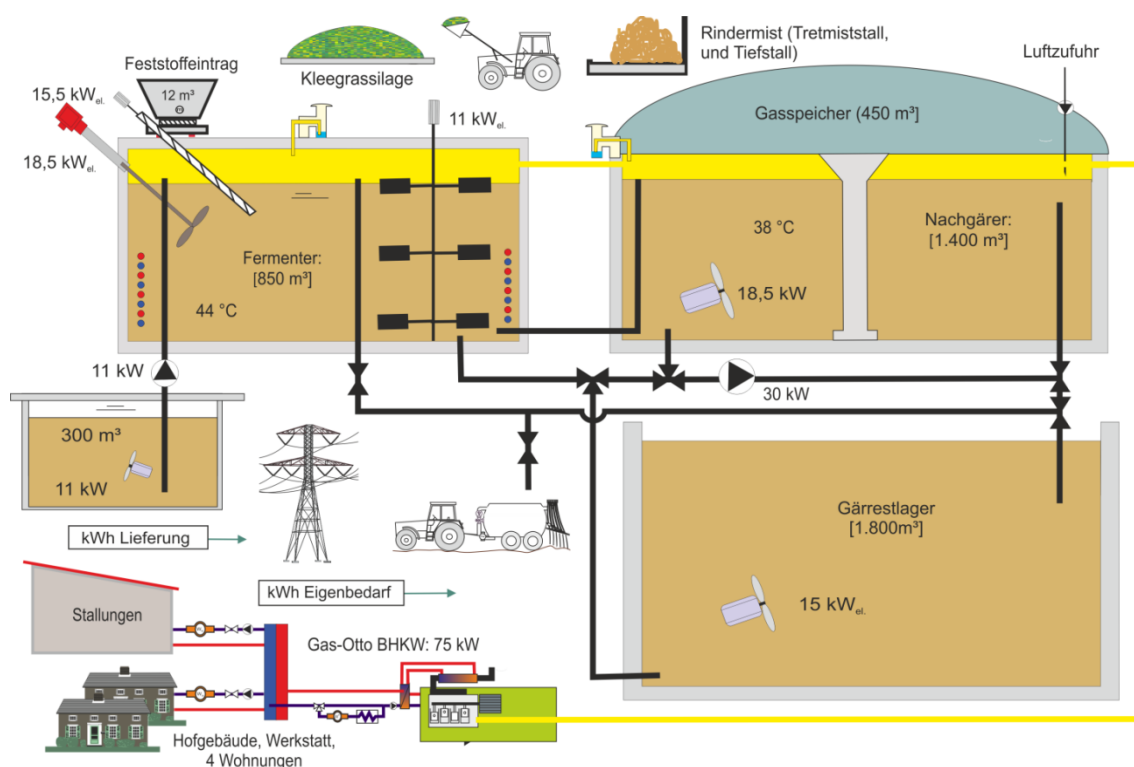 Rindermist (Tretmiststall,
und Tiefstall)
Luftzufuhr
Feststoffeintrag
Kleegrassilage
15,5 kWel.
12 m³
11 kWel.
Gasspeicher (450 m³)
18,5 kWel.
Fermenter:
[850 m³]
44 °C
38 °C
Nachgärer:
[1.400 m³]
18,5 kW
11 kW
30 kW
300 m³
11 kW
Gärrestlager
[1.800m³]
kWh Lieferung
kWh Eigenbedarf
15 kWel.
Stallungen
Gas-Otto BHKW: 75 kW
Hofgebäude, Werkstatt,
4 Wohnungen